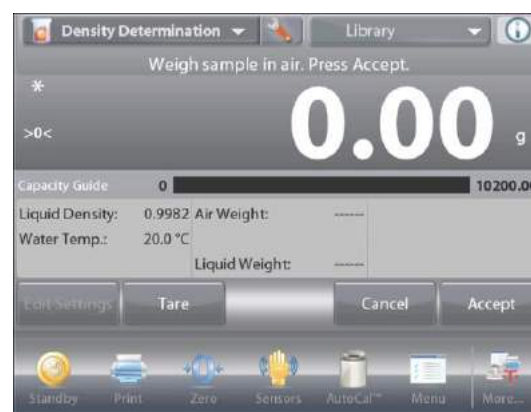 Density Determination Library
Weigh sample in air. Press Accept.
*
>0< 0.00 g
Capacity Guide 0 10200.00
Liquid Density: 0.9982 Air Weight: ------
Water Temp.: 20.0 °C
Liquid Weight: ------
Edit Settings Tare Cancel Accept
Standby Print Zero Sensors AutoCal™ Menu More...